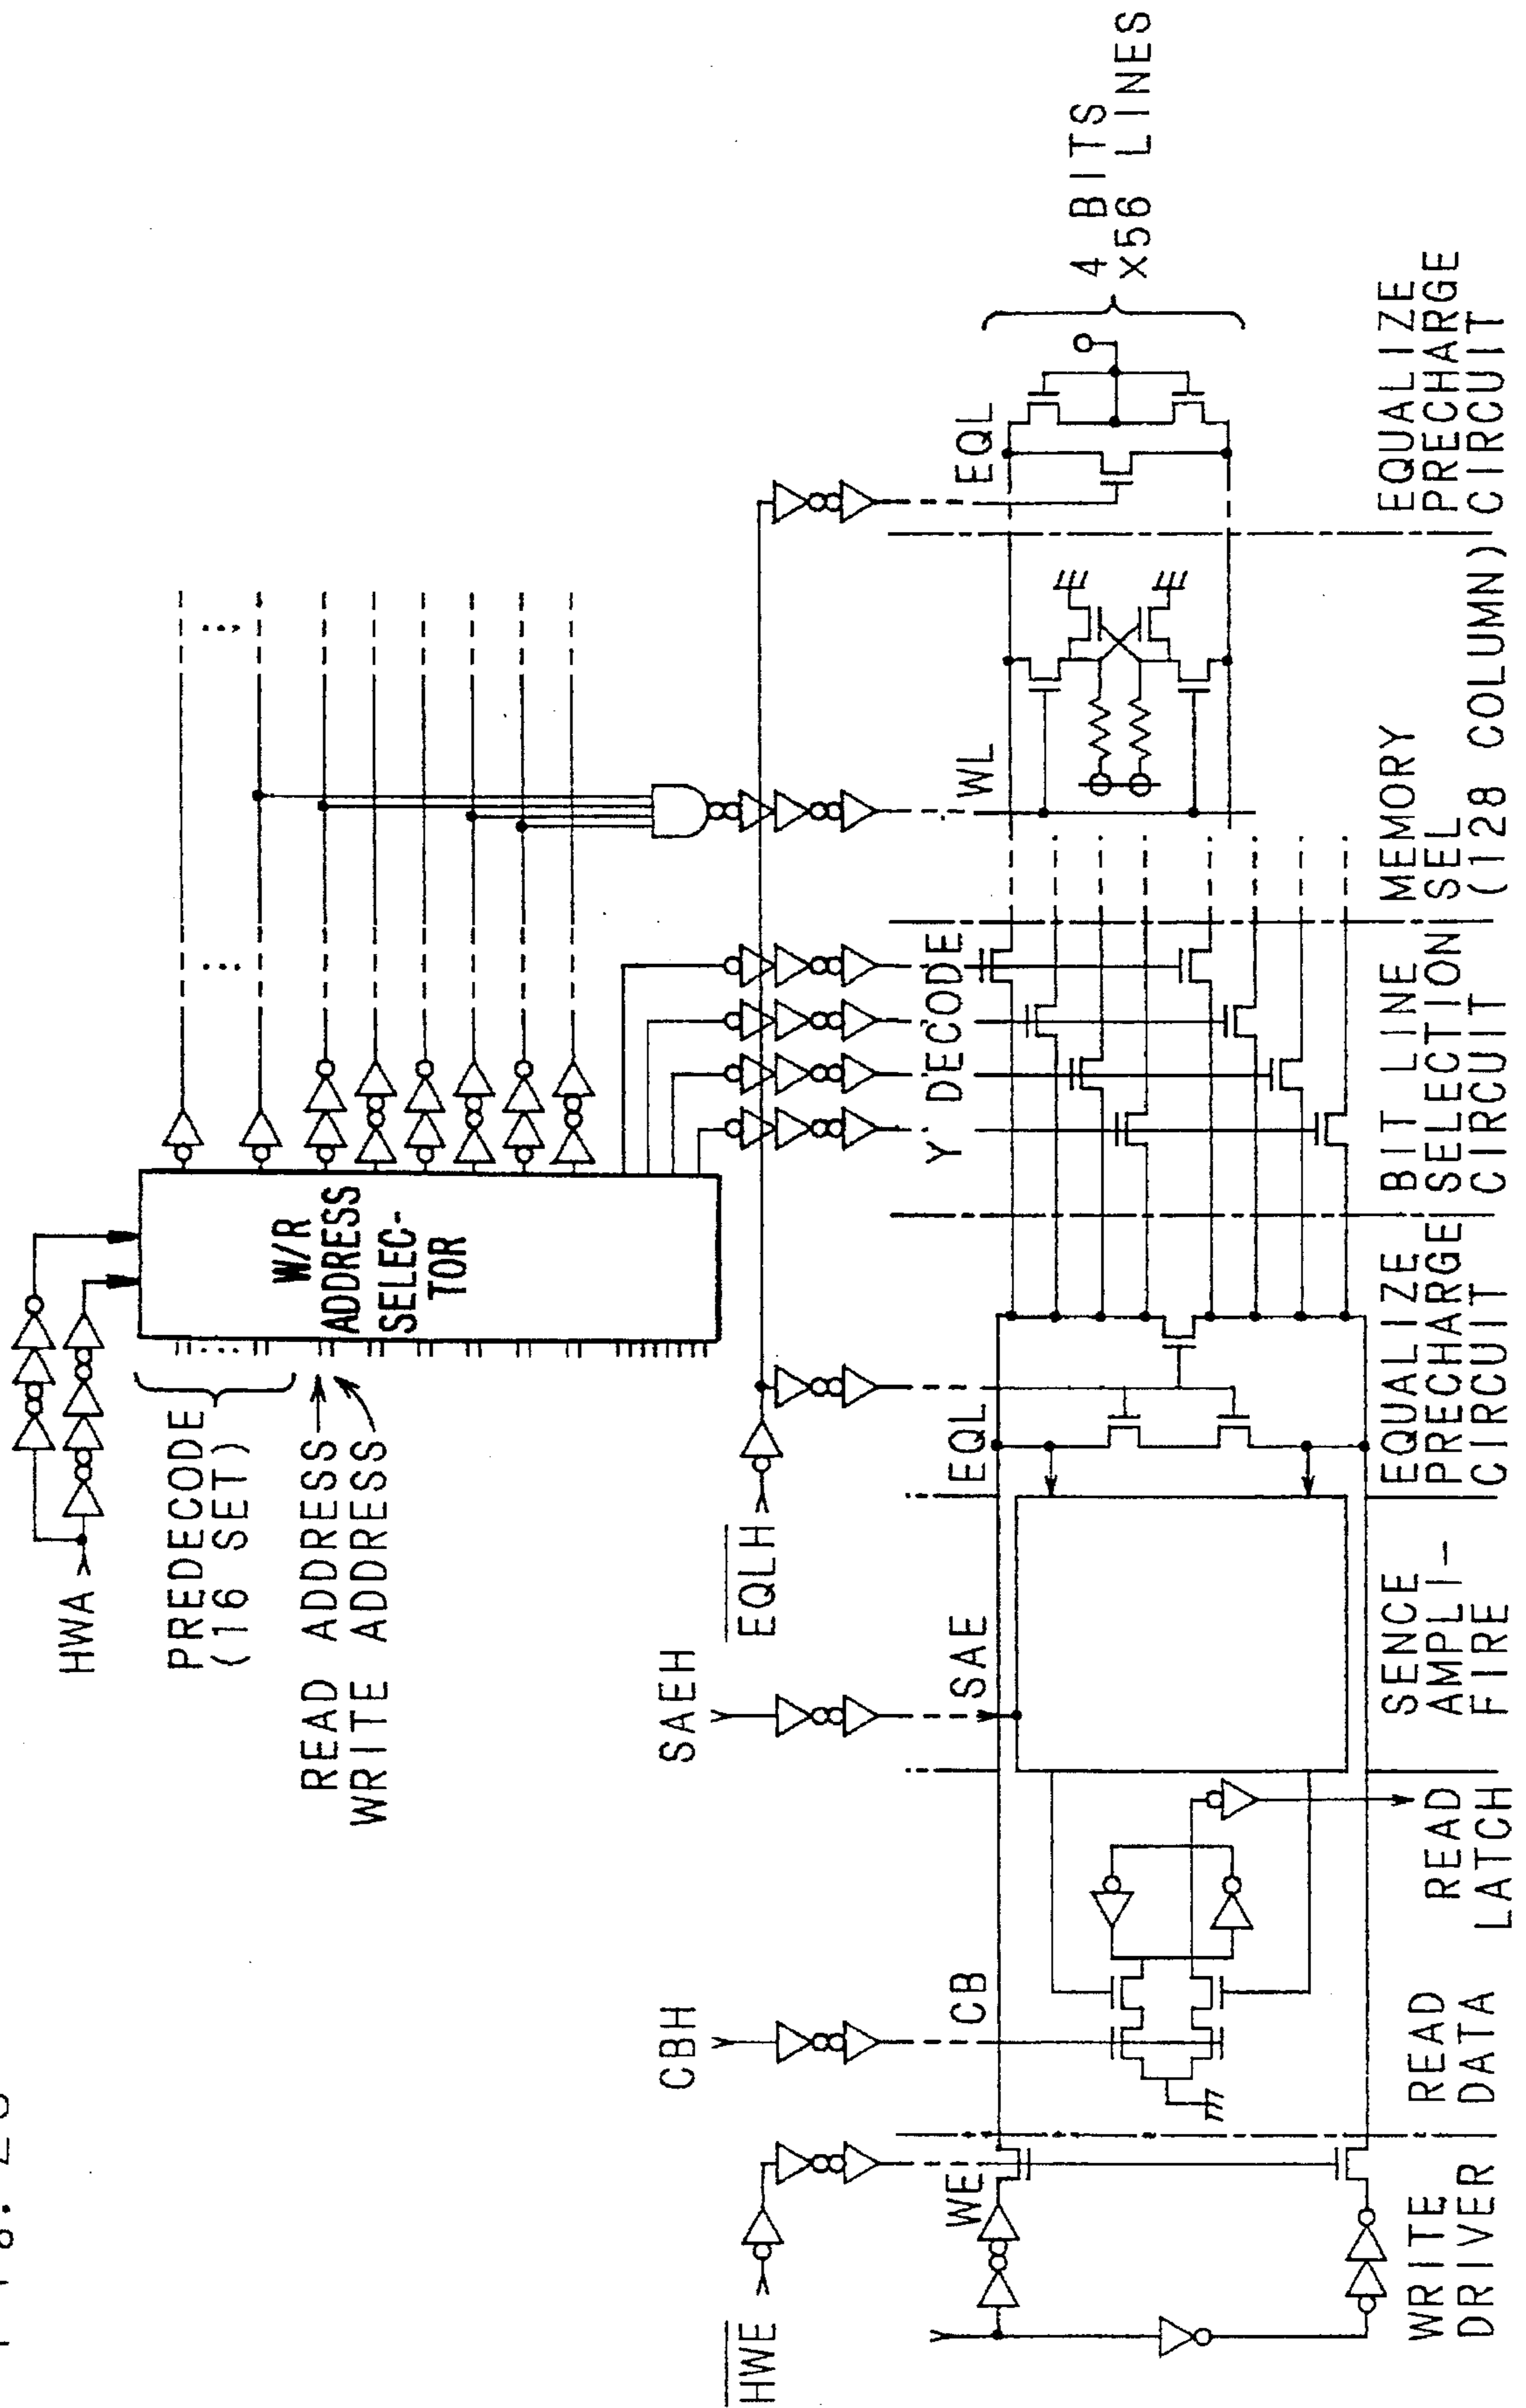 HWA
PREDECODE
(16 SET)
READ ADDRESS
WRITE ADDRESS
W/R
ADDRESS
SELEC-
TOR
HWE
CBH
SAEH
EQLH
WE
CB
SAE
EQL
Y DECODE
WL
EQL
4 BITS
x56 LINES
WRITE
DRIVER
READ
DATA
READ
LATCH
SENCE
AMPLI-
FIRE
EQUALIZE
PRECHARGE
CIRCUIT
BIT LINE
SELECTION
CIRCUIT
MEMORY
SEL
(128 COLUMN)
EQUALIZE
PRECHARGE
CIRCUIT